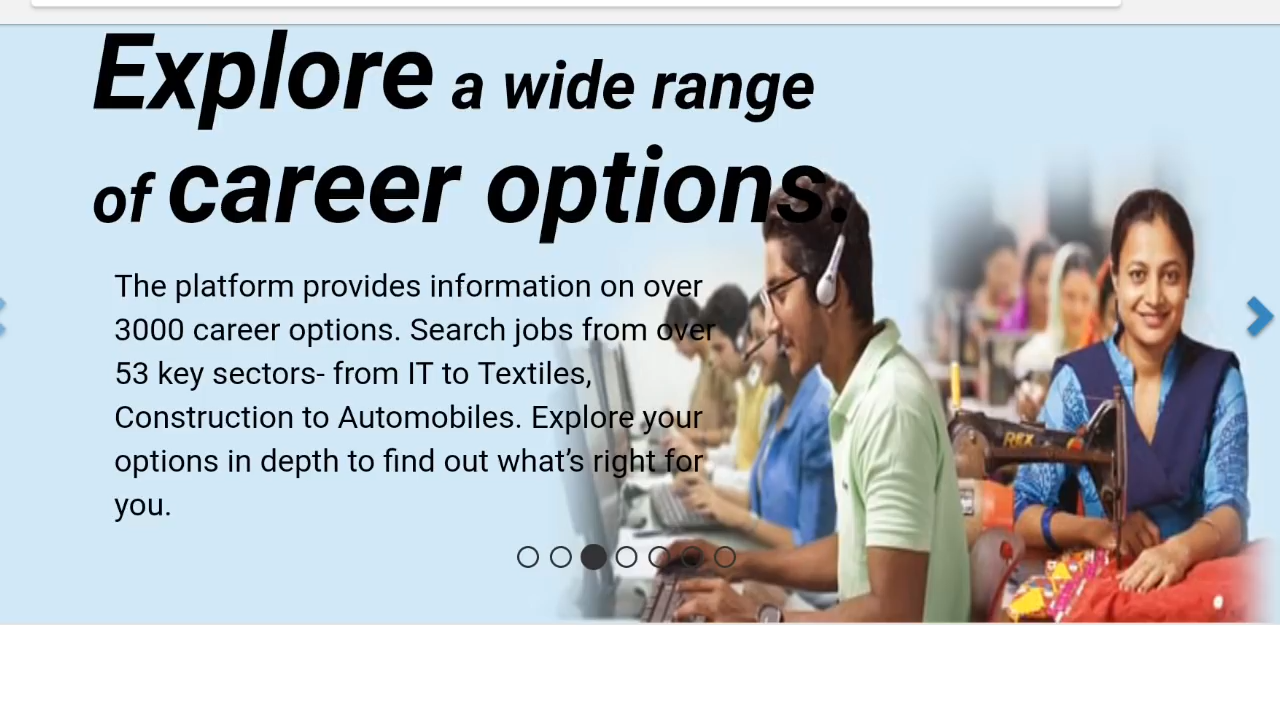 Explore a wide range
of career options.
The platform provides information on over
3000 career options. Search jobs from over
53 key sectors- from IT to Textiles,
Construction to Automobiles. Explore your
options in depth to find out what’s right for
you.
REX